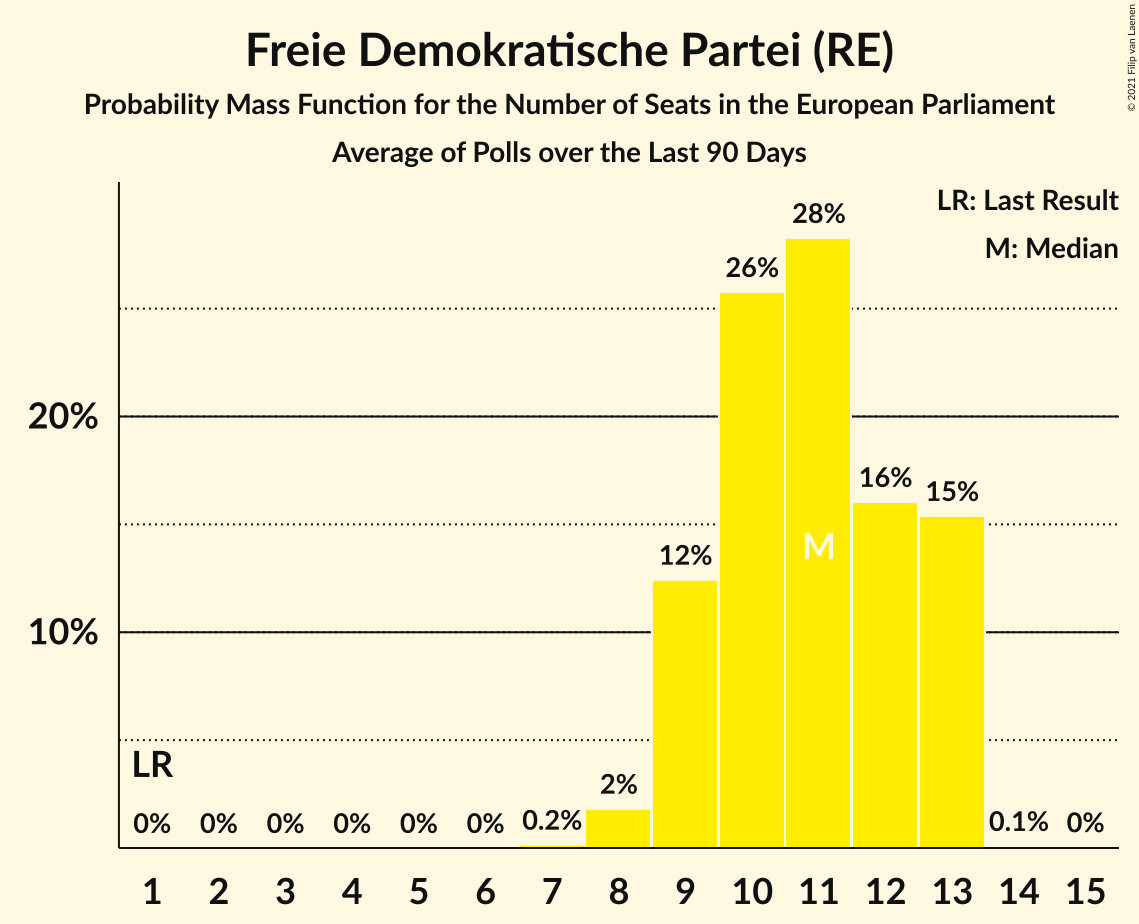 Freie Demokratische Partei (RE)
Probability Mass Function for the Number of Seats in the European Parliament
Average of Polls over the Last 90 Days
© 2021 Filip van Laenen
LR: Last Result
M: Median
28%
26%
20%
16%
15%
12%
M
10%
LR
2%
0% 0% 0% 0% 0% 0% 0.2% 0.1% 0%
1 2 3 4 5 6 7 8 9 10 11 12 13 14 15